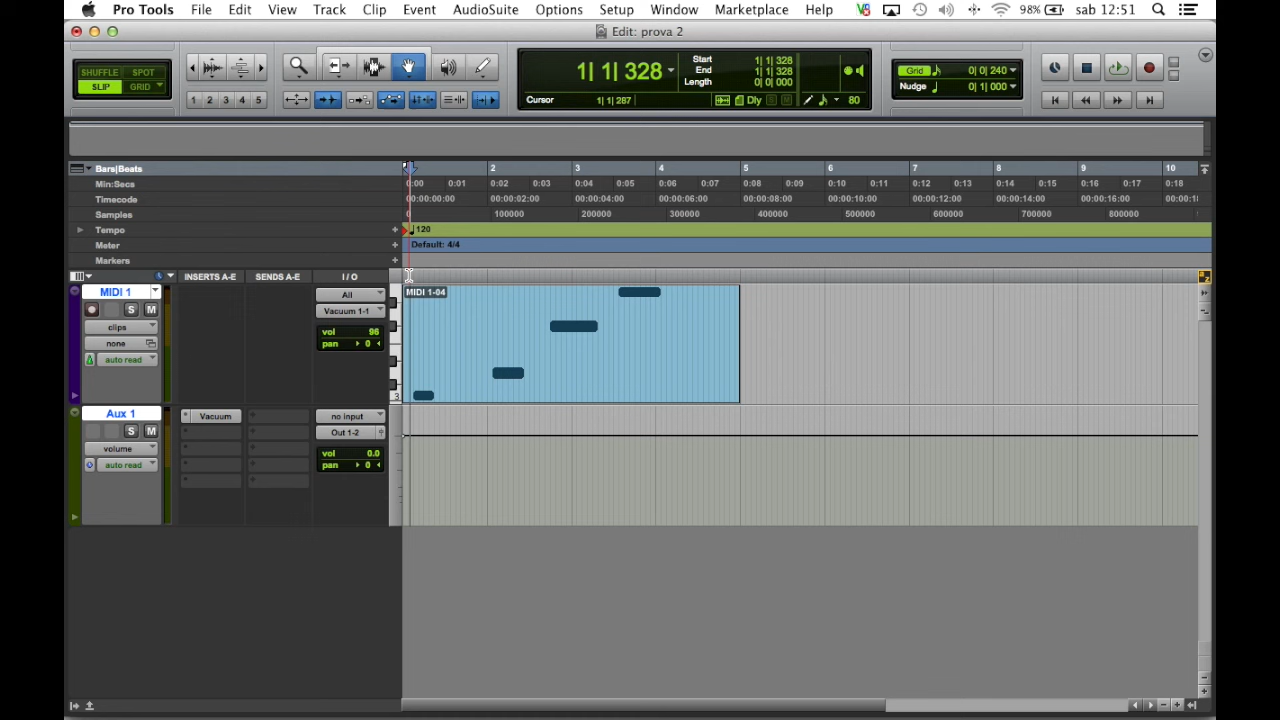 Pro Tools File Edit View Track Clip Event AudioSuite Options Setup Window Marketplace Help 98% sab 12:51
Edit: prova 2
SHUFFLE SPOT
SLIP GRID
1 2 3 4 5
1| 1| 328
Start 1| 1| 328
End 1| 1| 328
Length 0| 0| 000
Cursor 1| 1| 287 Dly 80
Grid 0| 0| 240
Nudge 0| 1| 000
Bars|Beats 2 3 4 5 6 7 8 9 10
Min:Secs 0:00 0:01 0:02 0:03 0:04 0:05 0:06 0:07 0:08 0:09 0:10 0:11 0:12 0:13 0:14 0:15 0:16 0:17 0:18
Timecode 00:00:00:00 00:00:02:00 00:00:04:00 00:00:06:00 00:00:08:00 00:00:10:00 00:00:12:00 00:00:14:00 00:00:16:00
Samples 0 100000 200000 300000 400000 500000 600000 700000 800000
Tempo 120
Meter Default: 4/4
Markers
INSERTS A-E SENDS A-E I / O
MIDI 1 All MIDI 1-04
S M Vacuum 1-1
clips vol 96
none pan 0
auto read
3
Aux 1 Vacuum no input
S M Out 1-2
volume vol 0.0
auto read pan 0